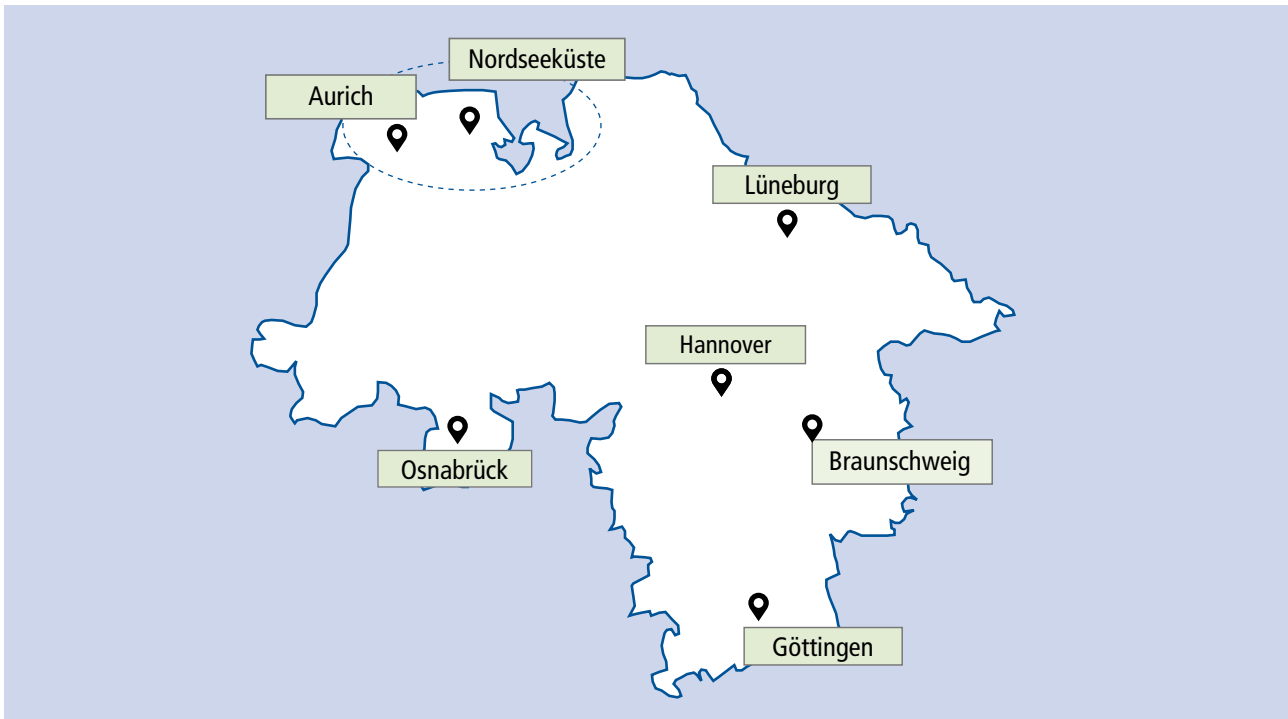 Nordseeküste
Aurich
Lüneburg
Hannover
Braunschweig
Osnabrück
Göttingen